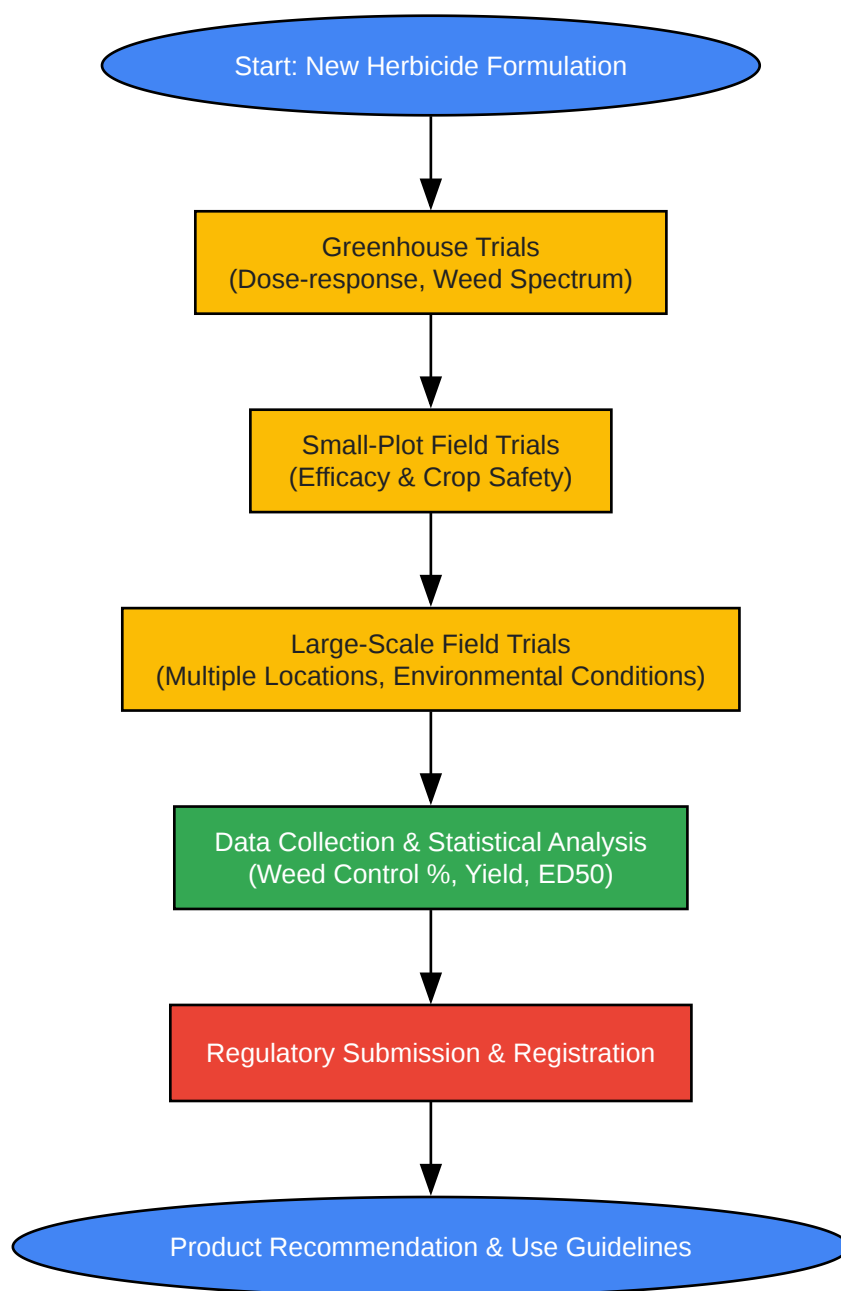 Start: New Herbicide Formulation
Greenhouse Trials
(Dose-response, Weed Spectrum)
Small-Plot Field Trials
(Efficacy & Crop Safety)
Large-Scale Field Trials
(Multiple Locations, Environmental Conditions)
Data Collection & Statistical Analysis
(Weed Control %, Yield, ED50)
Regulatory Submission & Registration
Product Recommendation & Use Guidelines